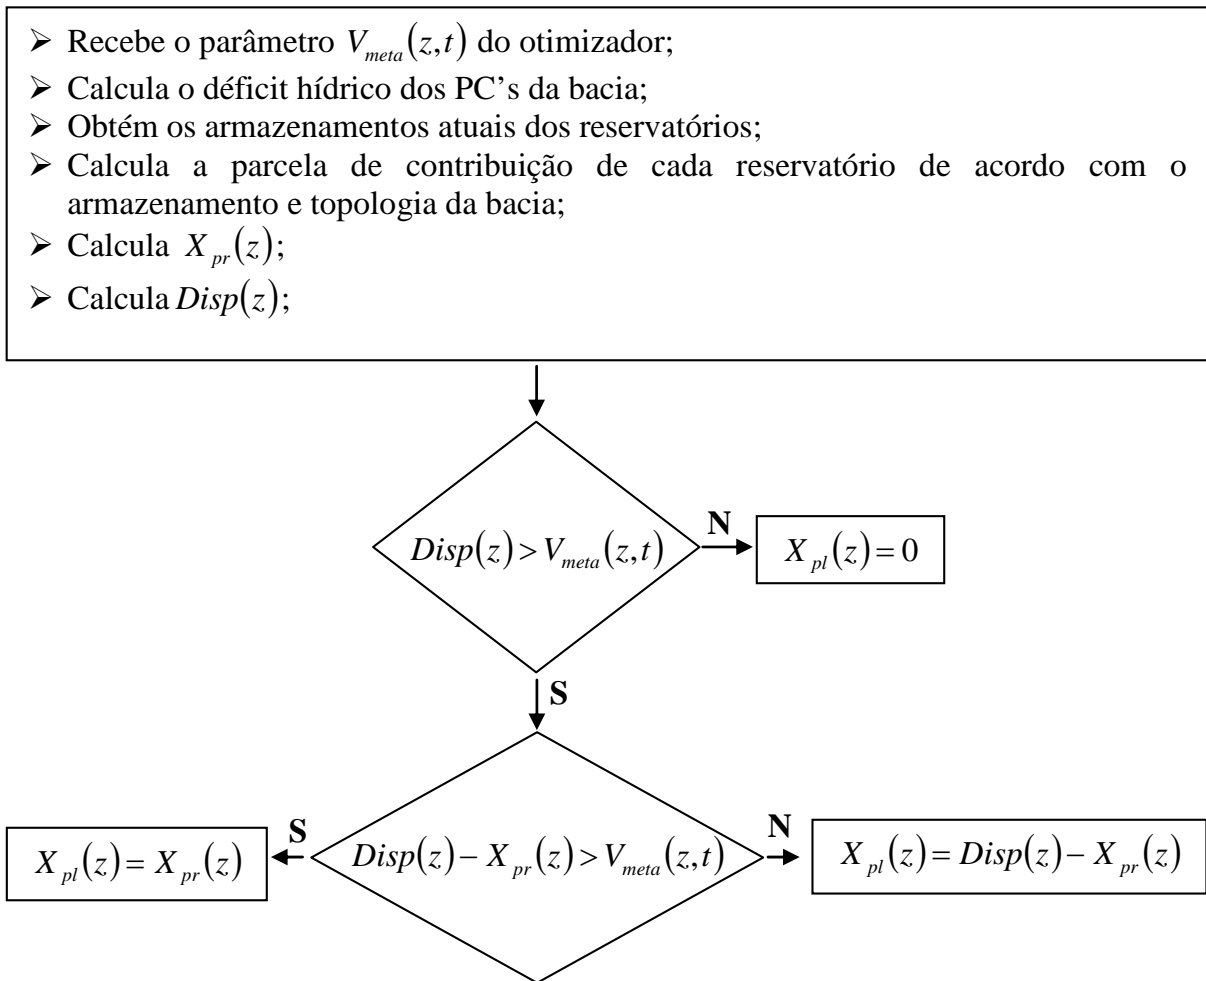 ➢ Recebe o parâmetro V_meta(z,t) do otimizador;
➢ Calcula o déficit hídrico dos PC's da bacia;
➢ Obtém os armazenamentos atuais dos reservatórios;
➢ Calcula a parcela de contribuição de cada reservatório de acordo com o
armazenamento e topologia da bacia;
➢ Calcula X_pr(z);
➢ Calcula Disp(z);
Disp(z) > V_meta(z,t)
N
X_pl(z) = 0
S
S
X_pl(z) = X_pr(z)
Disp(z) − X_pr(z) > V_meta(z,t)
N
X_pl(z) = Disp(z) − X_pr(z)